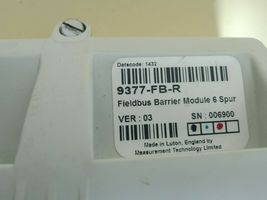 Datecode: 1432
9377-FB-R
Fieldbus Barrier Module 6 Spur
VER : 03 SN : 006900
Made in Luton, England by
Measurement Technology Limited